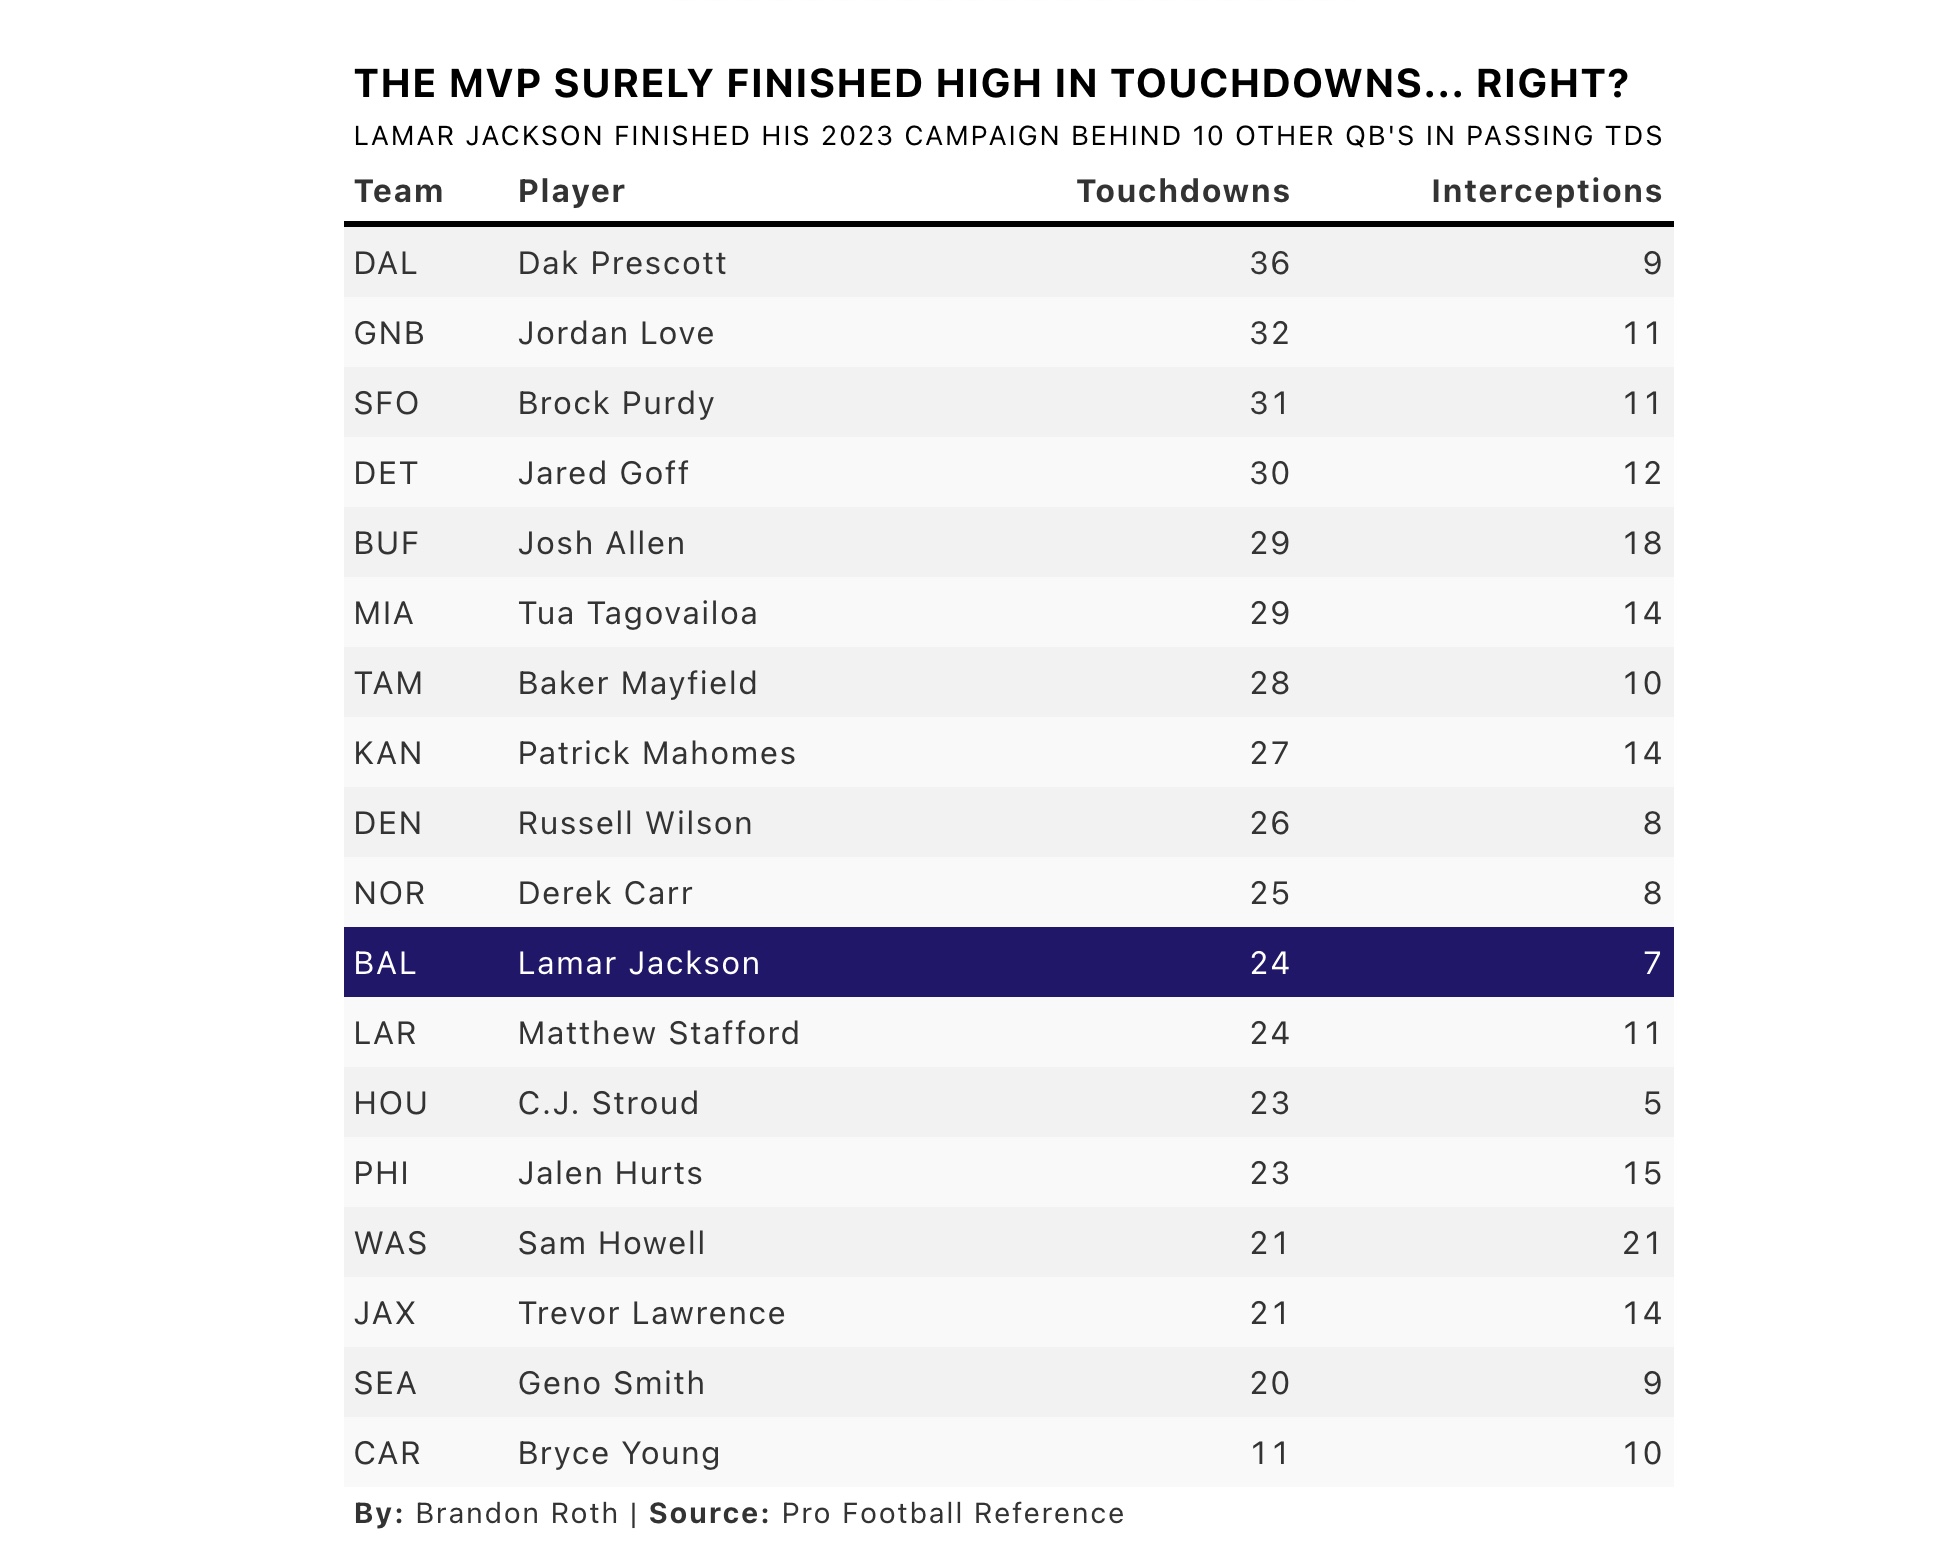 THE MVP SURELY FINISHED HIGH IN TOUCHDOWNS... RIGHT?
LAMAR JACKSON FINISHED HIS 2023 CAMPAIGN BEHIND 10 OTHER QB'S IN PASSING TDS
Team Player Touchdowns Interceptions
DAL Dak Prescott 36 9
GNB Jordan Love 32 11
SFO Brock Purdy 31 11
DET Jared Goff 30 12
BUF Josh Allen 29 18
MIA Tua Tagovailoa 29 14
TAM Baker Mayfield 28 10
KAN Patrick Mahomes 27 14
DEN Russell Wilson 26 8
NOR Derek Carr 25 8
BAL Lamar Jackson 24 7
LAR Matthew Stafford 24 11
HOU C.J. Stroud 23 5
PHI Jalen Hurts 23 15
WAS Sam Howell 21 21
JAX Trevor Lawrence 21 14
SEA Geno Smith 20 9
CAR Bryce Young 11 10
By: Brandon Roth | Source: Pro Football Reference